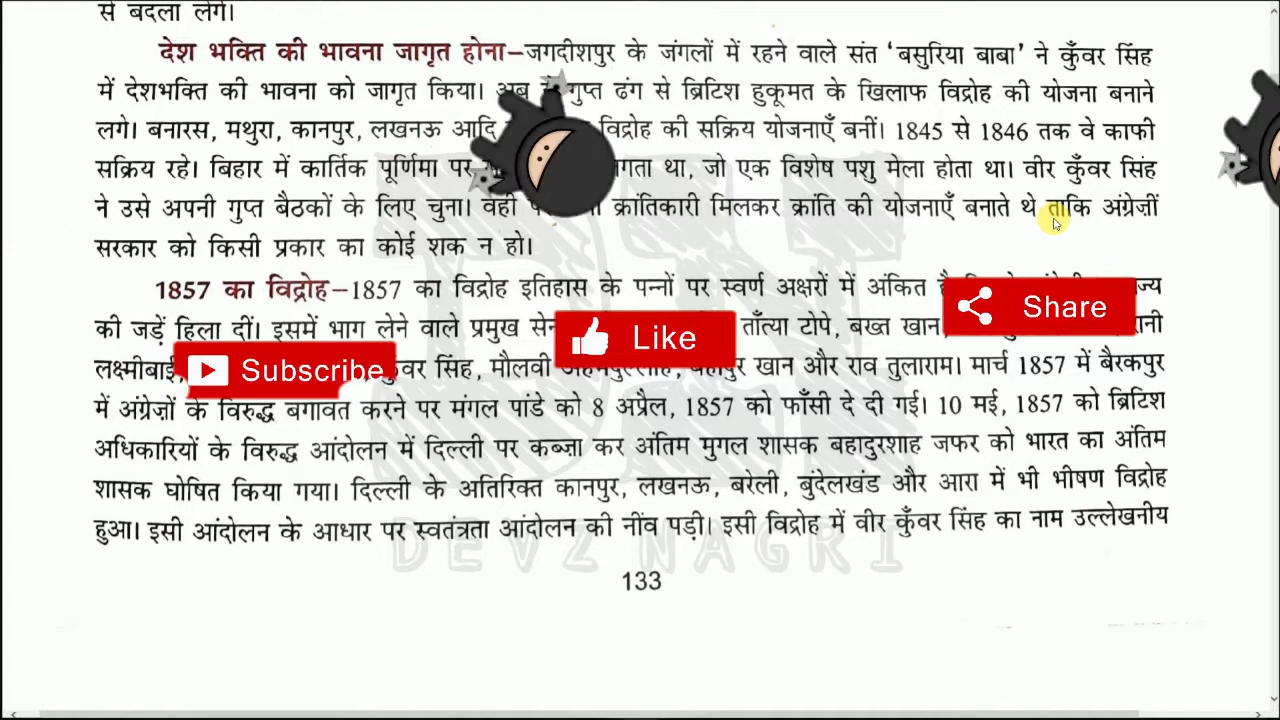 से बदला लेंगे।
देश भक्ति की भावना जागृत होना–जगदीशपुर के जंगलों में रहने वाले संत 'बसुरिया बाबा' ने कुँवर सिंह
में देशभक्ति की भावना को जागृत किया। अब गुप्त ढंग से ब्रिटिश हुकूमत के खिलाफ विद्रोह की योजना बनाने
लगे। बनारस, मथुरा, कानपुर, लखनऊ आदि विद्रोह की सक्रिय योजनाएँ बनीं। 1845 से 1846 तक वे काफी
सक्रिय रहे। बिहार में कार्तिक पूर्णिमा पर था, जो एक विशेष पशु मेला होता था। वीर कुँवर सिंह
ने उसे अपनी गुप्त बैठकों के लिए चुना। वहीं क्रांतिकारी मिलकर क्रांति की योजनाएँ बनाते थे ताकि अंग्रेज़ीं
सरकार को किसी प्रकार का कोई शक न हो।
1857 का विद्रोह–1857 का विद्रोह इतिहास के पन्नों पर स्वर्ण अक्षरों में अंकित
Share
की जड़ें हिला दीं। इसमें भाग लेने वाले प्रमुख ताँत्या टोपे, बख्त खान, रानी
Like
लक्ष्मीबाई, सिंह, मौलवी खान और राव तुलाराम। मार्च 1857 में बैरकपुर
Subscribe
में अंग्रेज़ों के विरुद्ध बगावत करने पर मंगल पांडे को 8 अप्रैल, 1857 को फाँसी दे दी गई। 10 मई, 1857 को ब्रिटिश
अधिकारियों के विरुद्ध आंदोलन में दिल्ली पर कब्ज़ा कर अंतिम मुगल शासक बहादुरशाह जफर को भारत का अंतिम
शासक घोषित किया गया। दिल्ली के अतिरिक्त कानपुर, लखनऊ, बरेली, बुंदेलखंड और आरा में भी भीषण विद्रोह
हुआ। इसी आंदोलन के आधार पर स्वतंत्रता आंदोलन की नींव पड़ी। इसी विद्रोह में वीर कुँवर सिंह का नाम उल्लेखनीय
DEVZ NAGRI
133